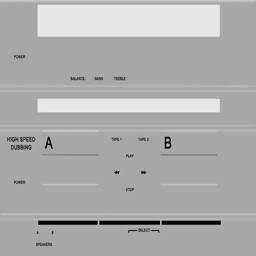 POWER
BALANCE BASS TREBLE
HIGH SPEED
DUBBING
A
TAPE 1 TAPE 2
B
PLAY
POWER
STOP
SELECT
A B
SPEAKERS